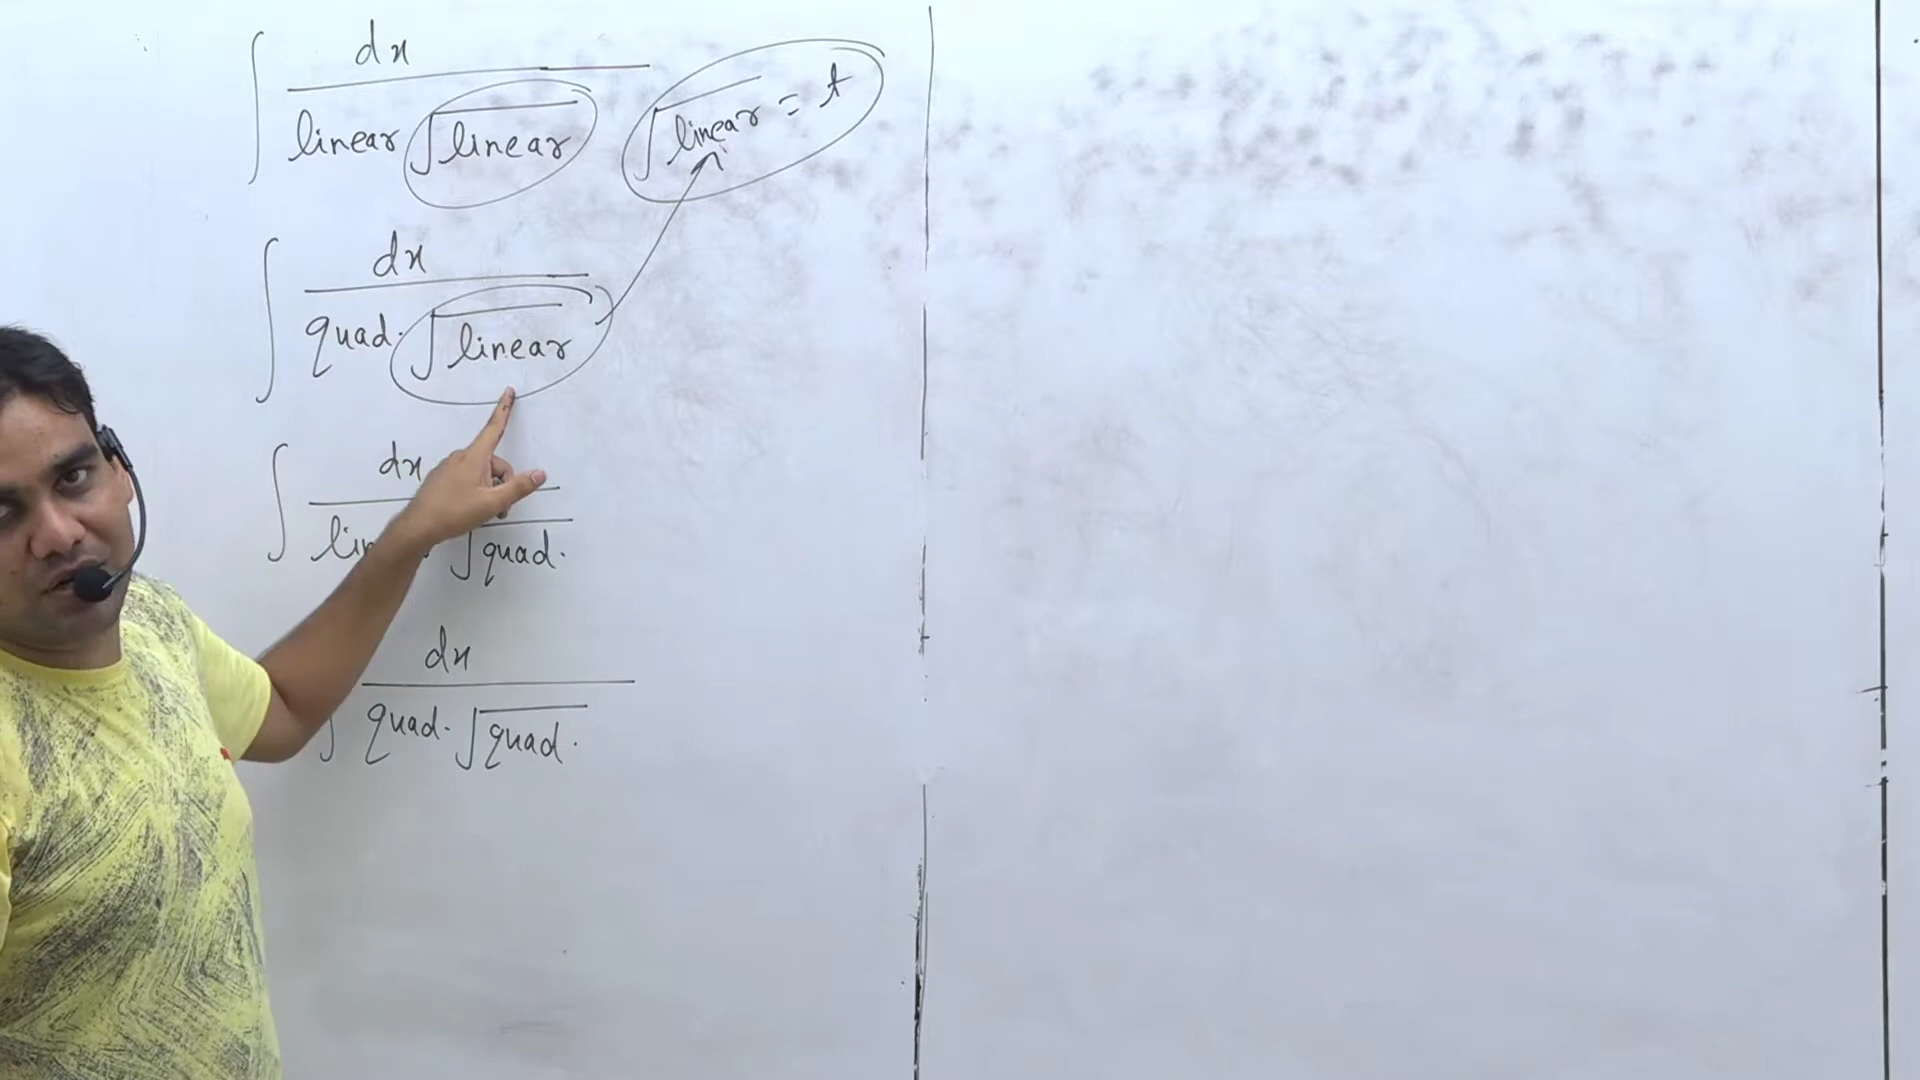 ∫ dx / linear √linear   √linear = t
∫ dx / quad. √linear
∫ dx / √quad.
∫ dx / quad. √quad.